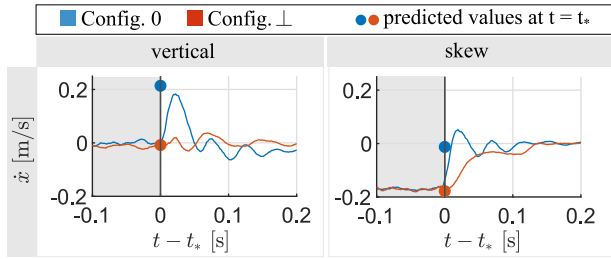 Config. 0 Config. ⊥ predicted values at t = t*
vertical skew
ẋ [m/s]
0.2 0.2
0 0
-0.2 -0.2
-0.1 0 0.1 0.2 -0.1 0 0.1 0.2
t − t* [s] t − t* [s]